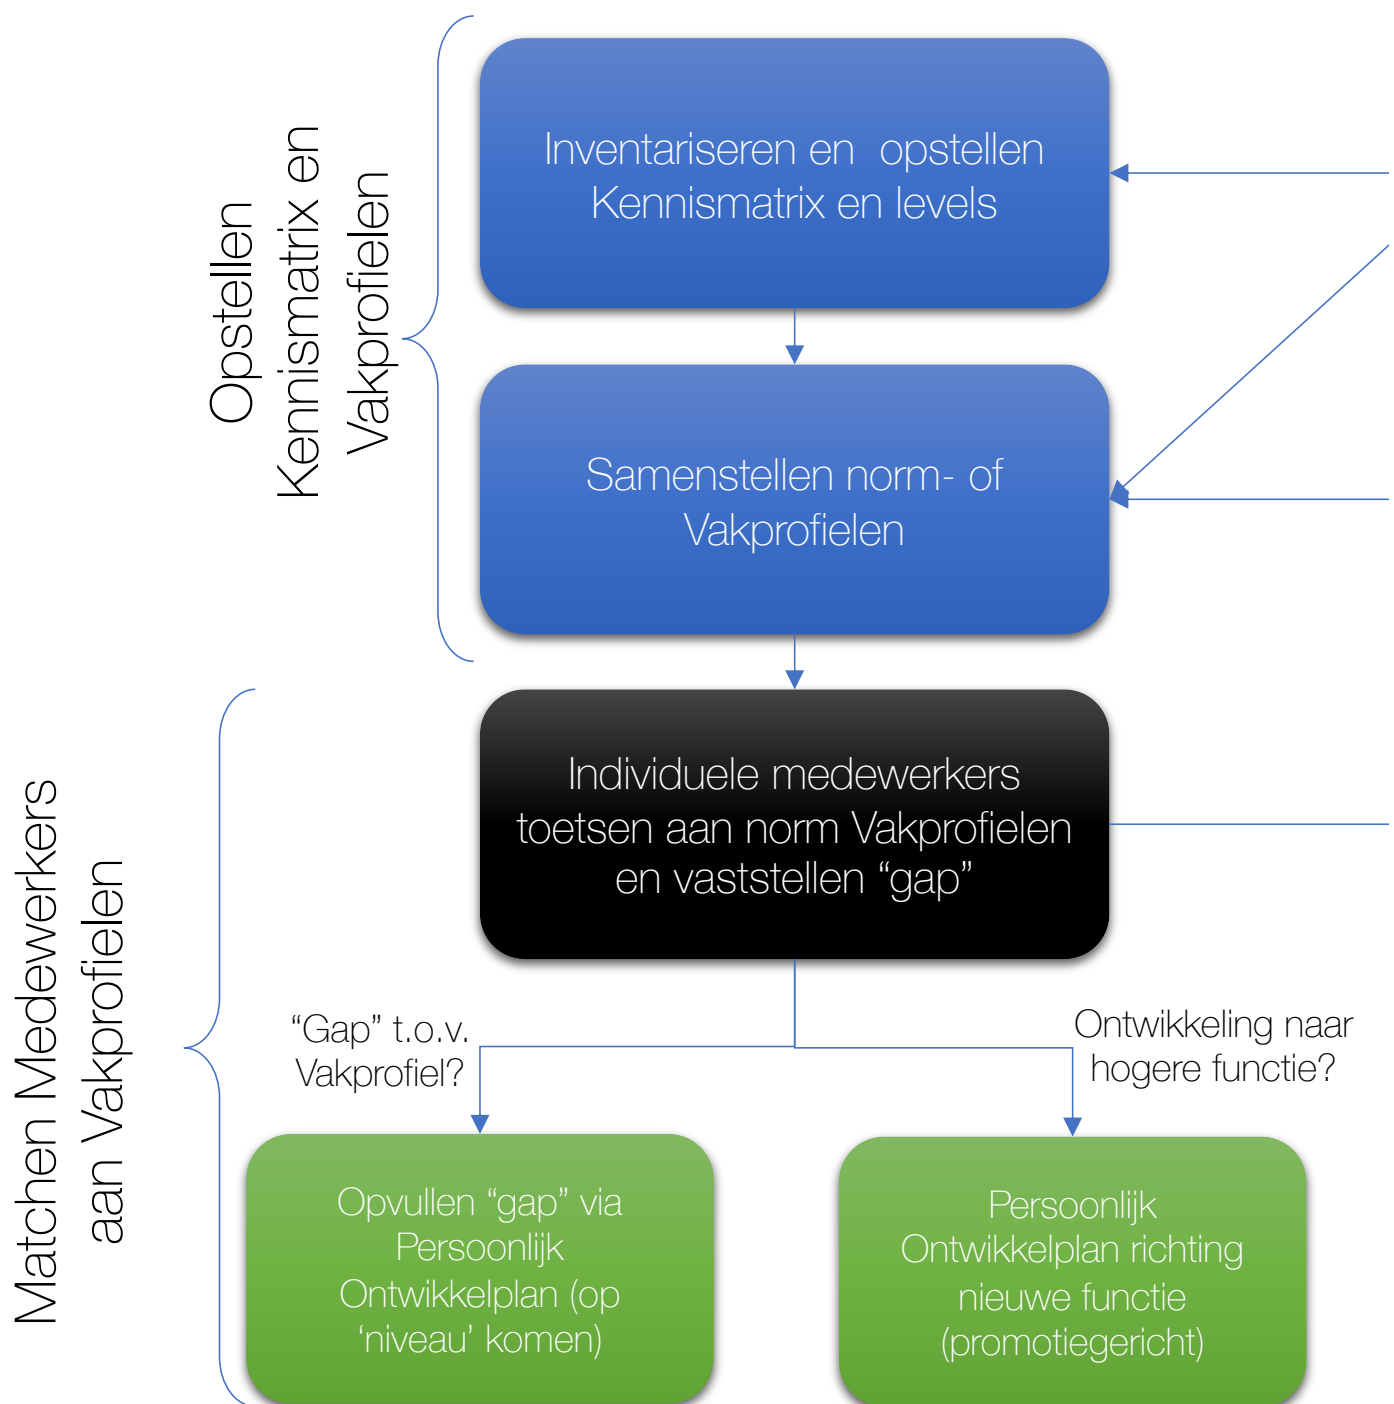 Opstellen
Kennismatrix en
Vakprofielen
Inventariseren en opstellen
Kennismatrix en levels
Samenstellen norm- of
Vakprofielen
Matchen Medewerkers
aan Vakprofielen
Individuele medewerkers
toetsen aan norm Vakprofielen
en vaststellen “gap”
“Gap” t.o.v.
Vakprofiel?
Ontwikkeling naar
hogere functie?
Opvullen “gap” via
Persoonlijk
Ontwikkelplan (op
‘niveau’ komen)
Persoonlijk
Ontwikkelplan richting
nieuwe functie
(promotiegericht)